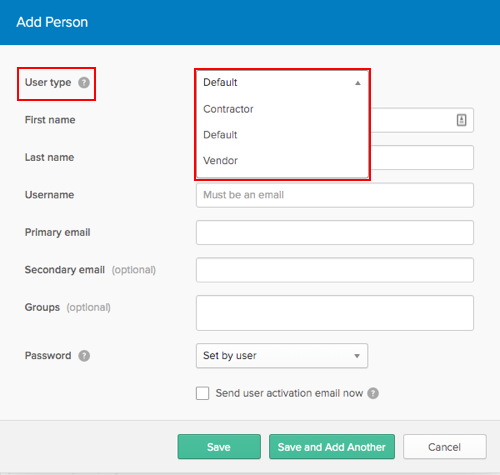 Add Person
User type ?
Default
Contractor
Default
Vendor
First name
Last name
Username
Must be an email
Primary email
Secondary email (optional)
Groups (optional)
Password ?
Set by user
Send user activation email now ?
Save
Save and Add Another
Cancel